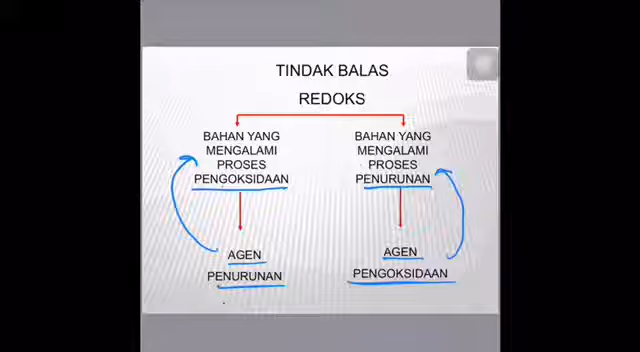 TINDAK BALAS
REDOKS
BAHAN YANG
MENGALAMI
PROSES
PENGOKSIDAAN
BAHAN YANG
MENGALAMI
PROSES
PENURUNAN
AGEN
PENURUNAN
AGEN
PENGOKSIDAAN